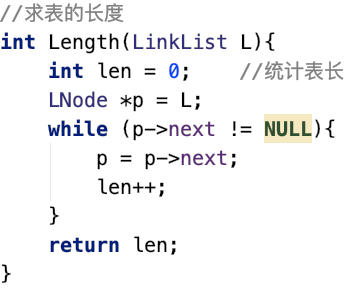 //求表的长度
int Length(LinkList L){
    int len = 0;    //统计表长
    LNode *p = L;
    while (p->next != NULL){
        p = p->next;
        len++;
    }
    return len;
}